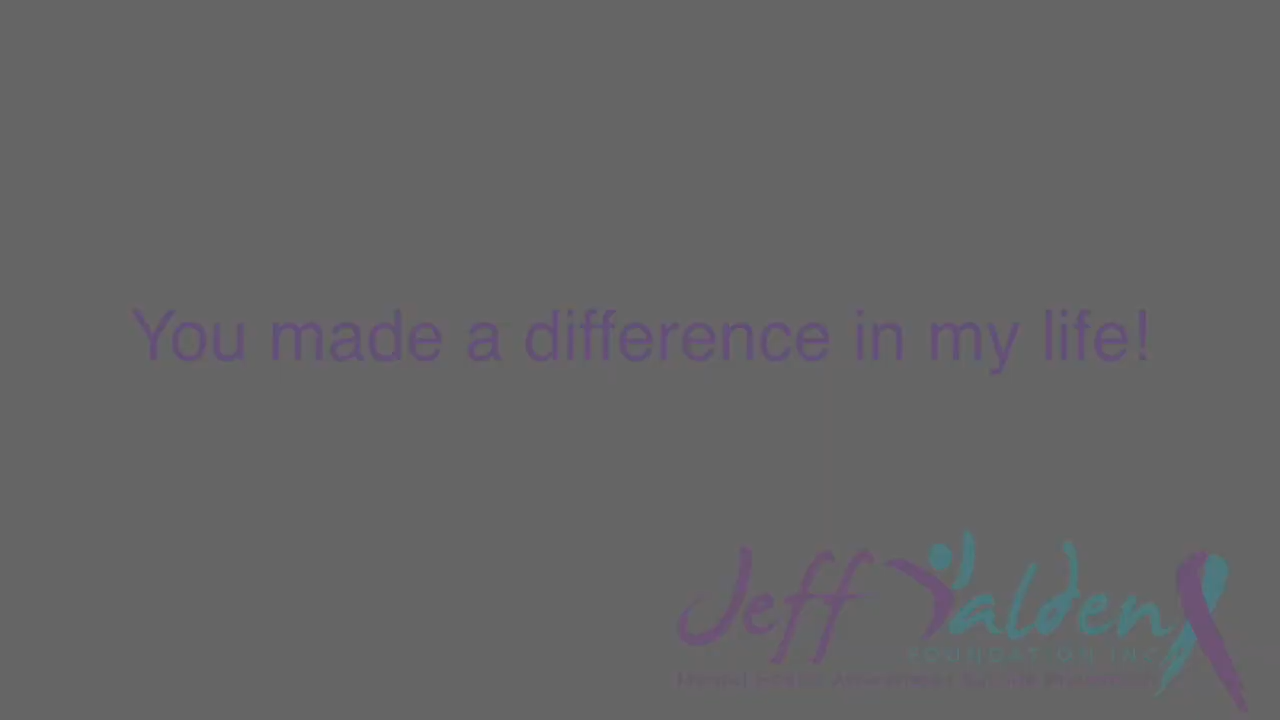 You made a difference in my life!
Jeff Yalden
FOUNDATION INC.
Mental Health Awareness Suicide Prevention